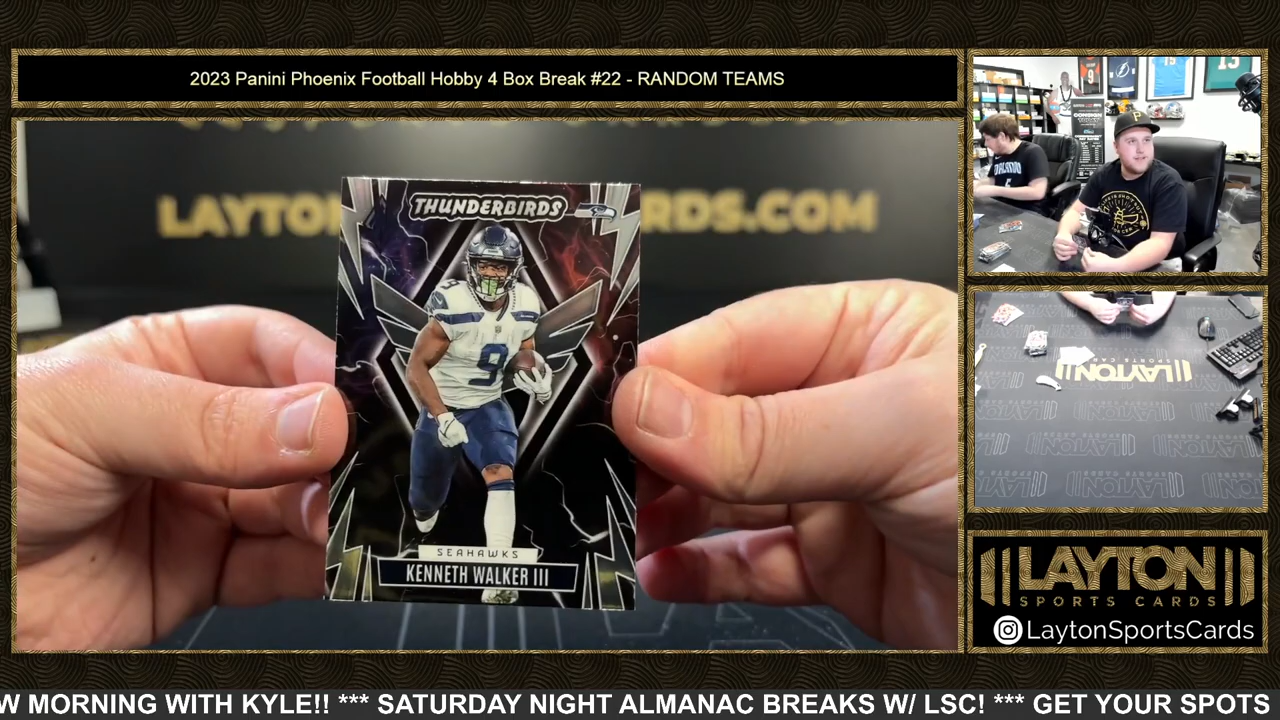 2023 Panini Phoenix Football Hobby 4 Box Break #22 - RANDOM TEAMS
THUNDERBIRDS
9
SEAHAWKS
KENNETH WALKER III
LAYTON
SPORTS CARDS
LaytonSportsCards
W MORNING WITH KYLE!! *** SATURDAY NIGHT ALMANAC BREAKS W/ LSC! *** GET YOUR SPOTS